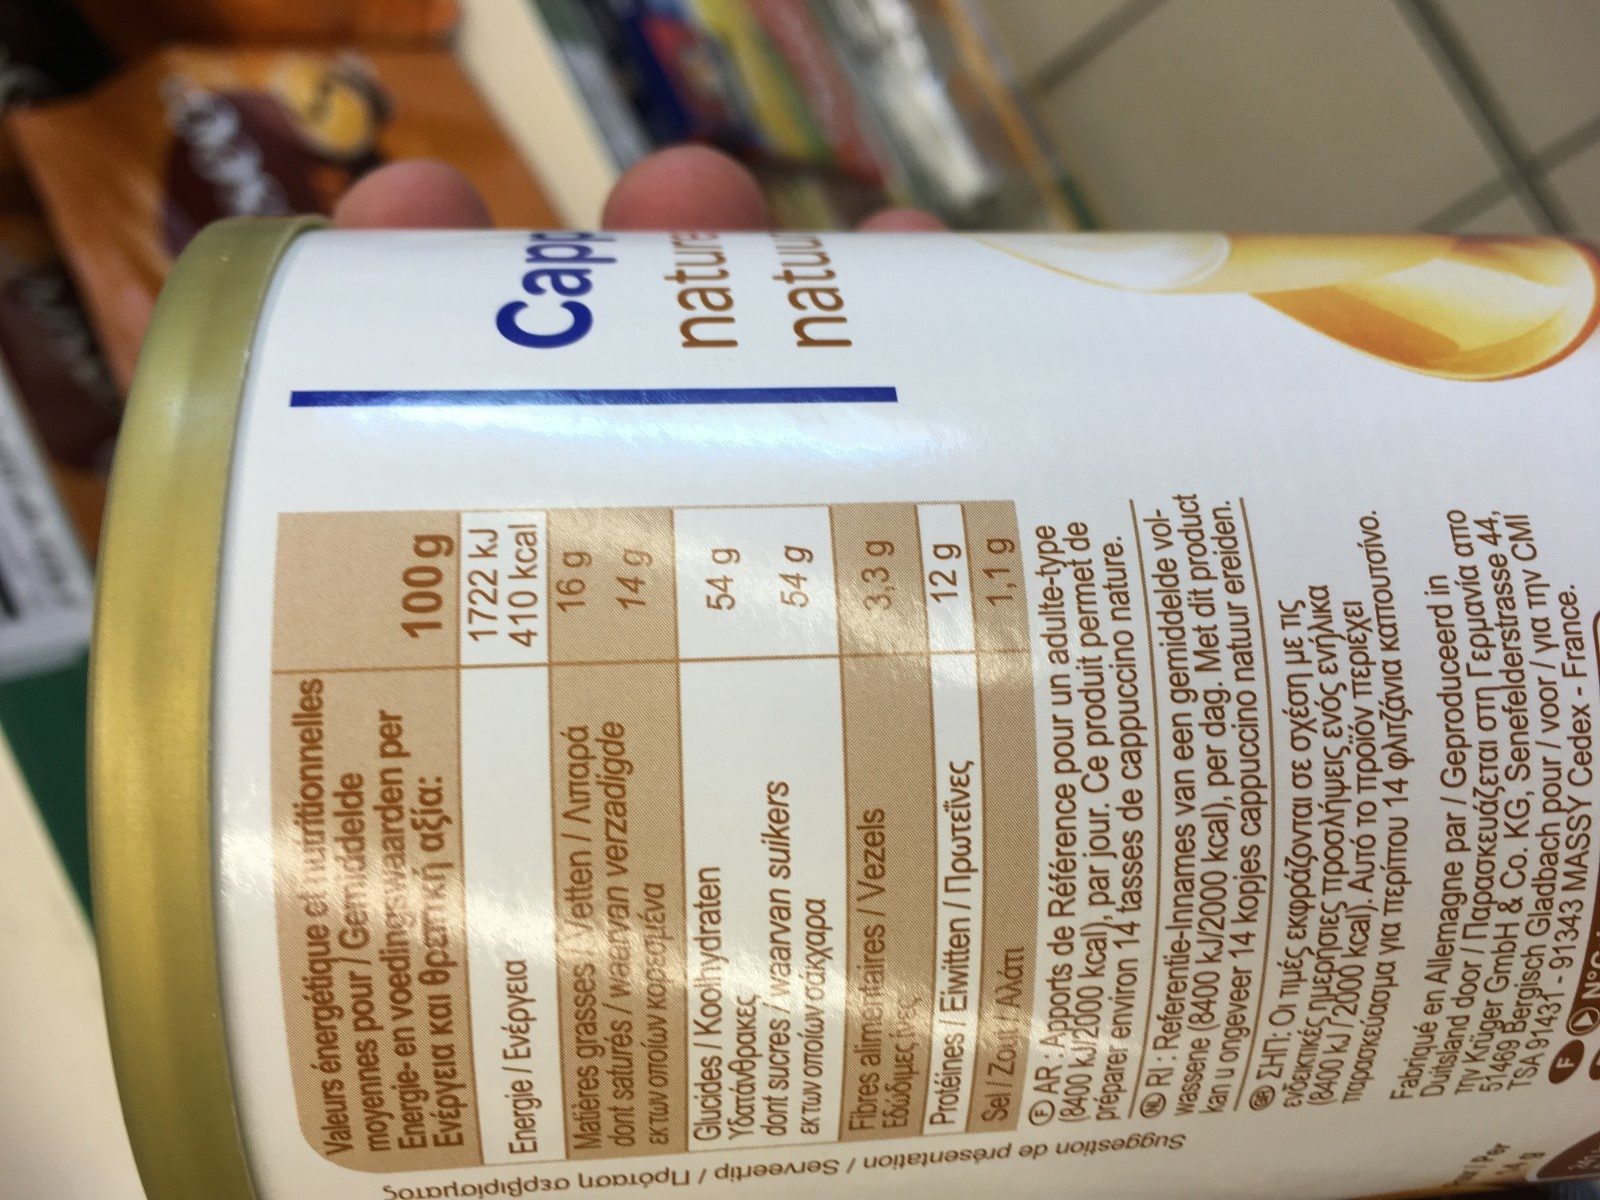 Valeurs énergétique et nutritionnelles
moyennes pour / Gemiddelde
Energie- en voedingswaarden per
Ενέργεια και θρεπτική αξία:
100 g
Energie / Ενέργεια
1722 kJ
410 kcal
Matières grasses / Vetten / Λιπαρά
16 g
dont saturés / waarvan verzadigde
εκ των οποίων κορεσμένα
14 g
Glucides / Koolhydraten
Υδατάνθρακες
54 g
dont sucres / waarvan suikers
εκ των οποίων σάκχαρα
54 g
Fibres alimentaires / Vezels
Εδώδιμες ίνες
3,3 g
Protéines / Eiwitten / Πρωτεΐνες
12 g
Sel / Zout / Αλάτι
1,1 g
F AR : Apports de Référence pour un adulte-type
(8400 kJ/2000 kcal), par jour. Ce produit permet de
préparer environ 14 tasses de cappuccino nature.
NL RI : Referentie-Innames van een gemiddelde vol-
wassene (8400 kJ/2000 kcal), per dag. Met dit product
kan u ongeveer 14 kopjes cappuccino natuur ereiden.
GR ΣΗΠ: Οι τιμές εκφράζονται σε σχέση με τις
ενδεικτικές ημερήσιες προσλήψεις ενός ενήλικα
(8400 kJ / 2000 kcal). Αυτό το προϊόν περιέχει
παρασκεύασμα για περίπου 14 φλιτζάνια καπουτσίνο.
Fabriqué en Allemagne par / Geproduceerd in
Duitsland door / Παρασκευάζεται στη Γερμανία απο
την Krüger GmbH & Co. KG, Senefelderstrasse 44,
51469 Bergisch Gladbach pour / voor / για την CMI
TSA 91431 - 91343 MASSY Cedex - France.
F
Suggestion de présentation / Serveertip / Πρόταση σερβιρίσματος
Capp
natur
natuu